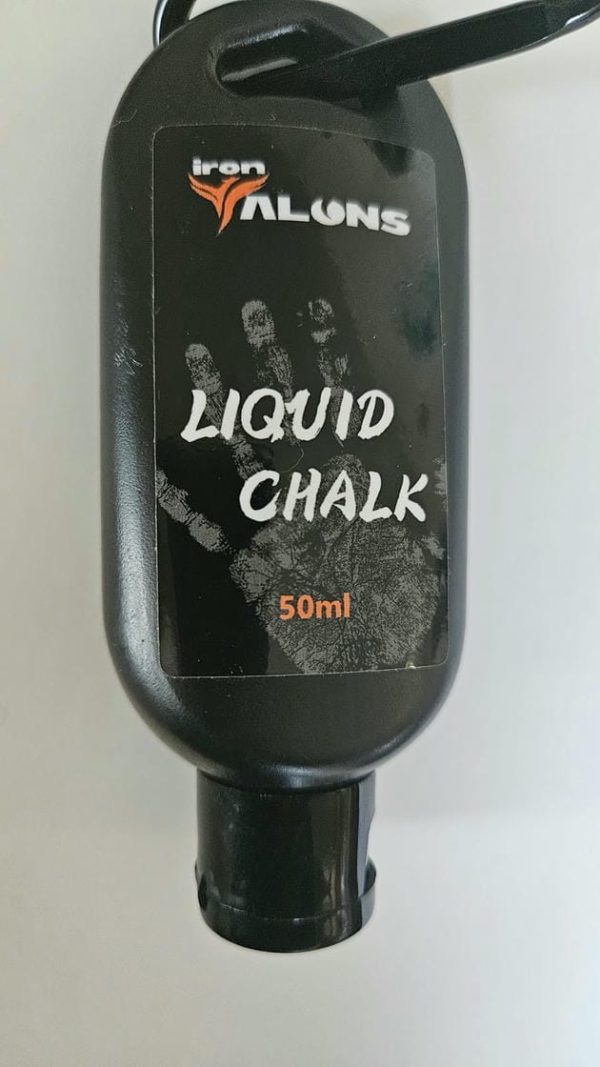 iron
TALONS
LIQUID
CHALK
50ml